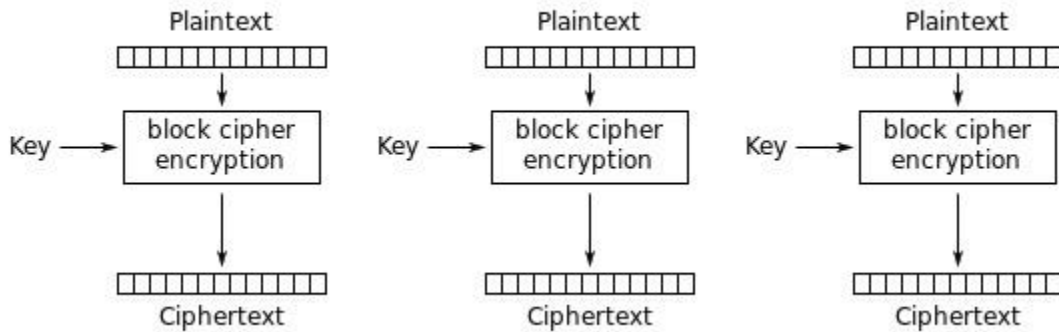 Plaintext
Plaintext
Plaintext
Key
block cipher
encryption
Key
block cipher
encryption
Key
block cipher
encryption
Ciphertext
Ciphertext
Ciphertext